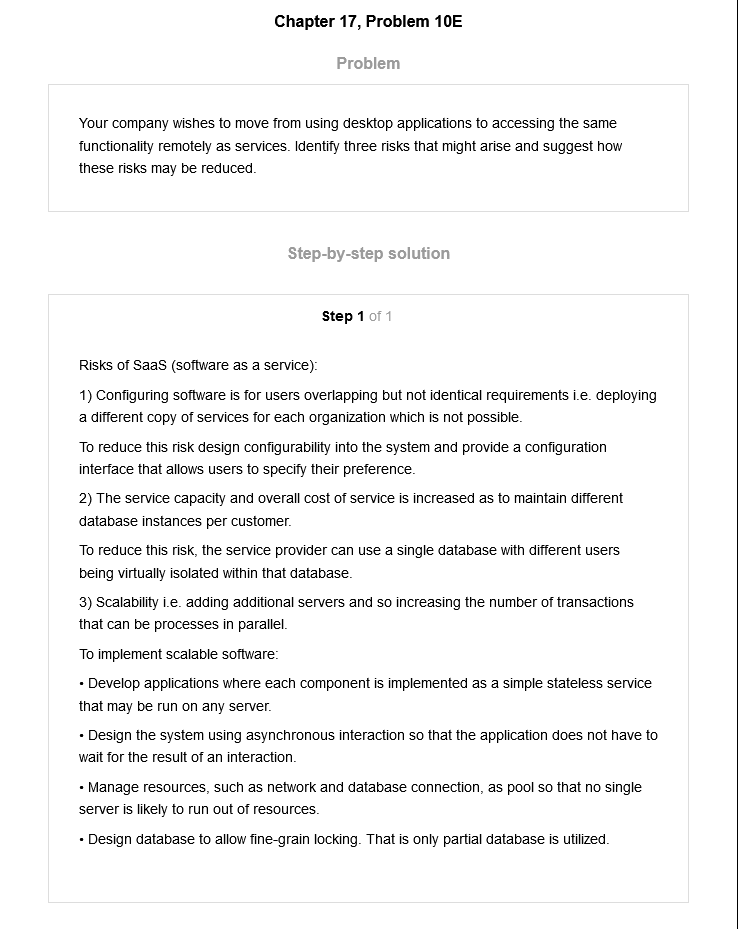 Chapter 17, Problem 10E
Problem
Your company wishes to move from using desktop applications to accessing the same
functionality remotely as services. Identify three risks that might arise and suggest how
these risks may be reduced.
Step-by-step solution
Step 1 of 1
Risks of SaaS (software as a service):
1) Configuring software is for users overlapping but not identical requirements i.e. deploying
a different copy of services for each organization which is not possible.
To reduce this risk design configurability into the system and provide a configuration
interface that allows users to specify their preference.
2) The service capacity and overall cost of service is increased as to maintain different
database instances per customer.
To reduce this risk, the service provider can use a single database with different users
being virtually isolated within that database.
3) Scalability i.e. adding additional servers and so increasing the number of transactions
that can be processes in parallel.
To implement scalable software:
• Develop applications where each component is implemented as a simple stateless service
that may be run on any server.
• Design the system using asynchronous interaction so that the application does not have to
wait for the result of an interaction.
• Manage resources, such as network and database connection, as pool so that no single
server is likely to run out of resources.
• Design database to allow fine-grain locking. That is only partial database is utilized.